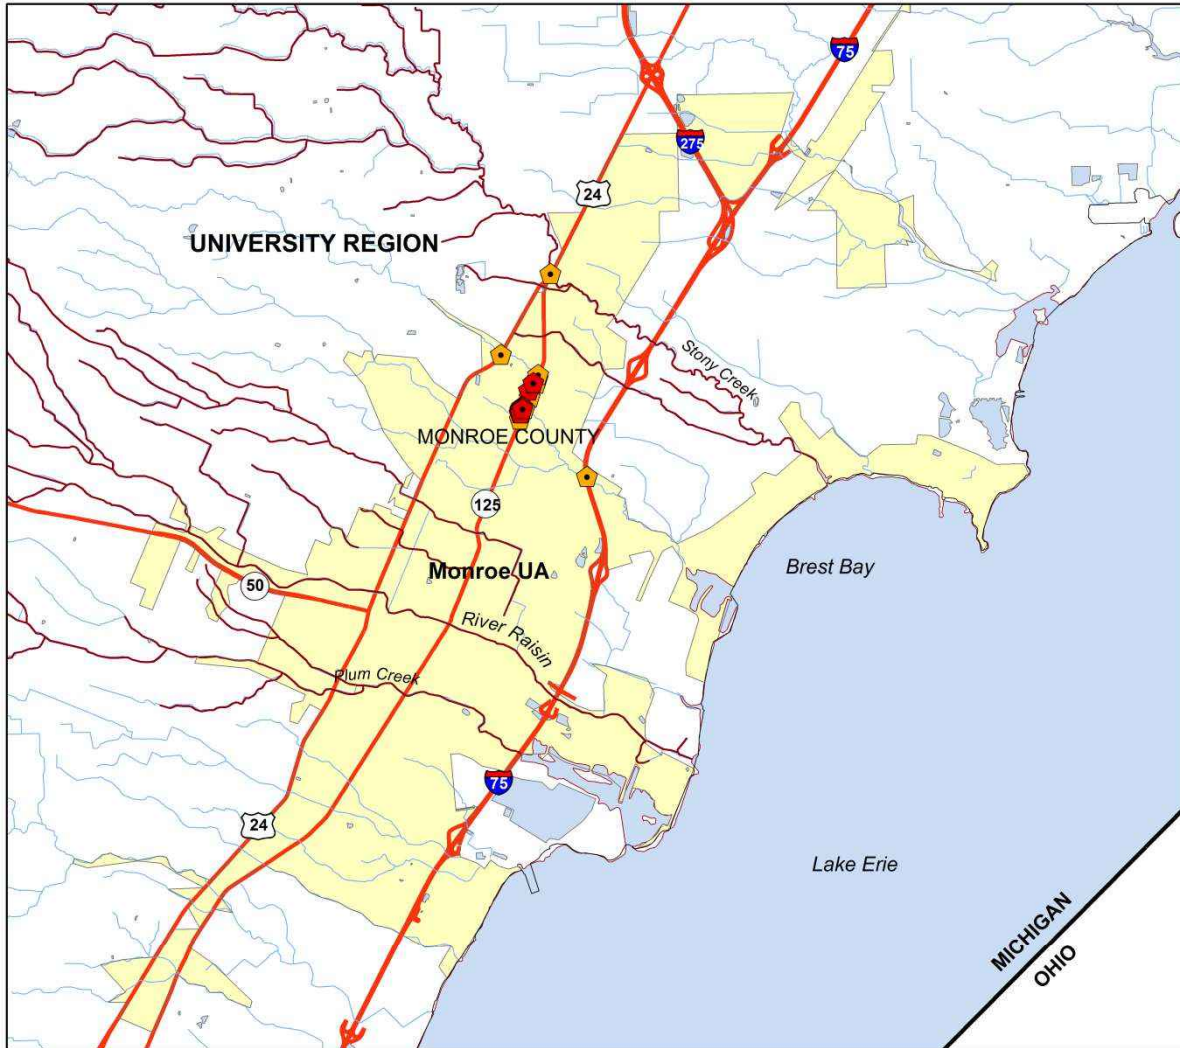 75
275
24
UNIVERSITY REGION
Stony Creek
MONROE COUNTY
125
Brest Bay
Monroe UA
50
River Raisin
Plum Creek
75
24
Lake Erie
MICHIGAN
OHIO